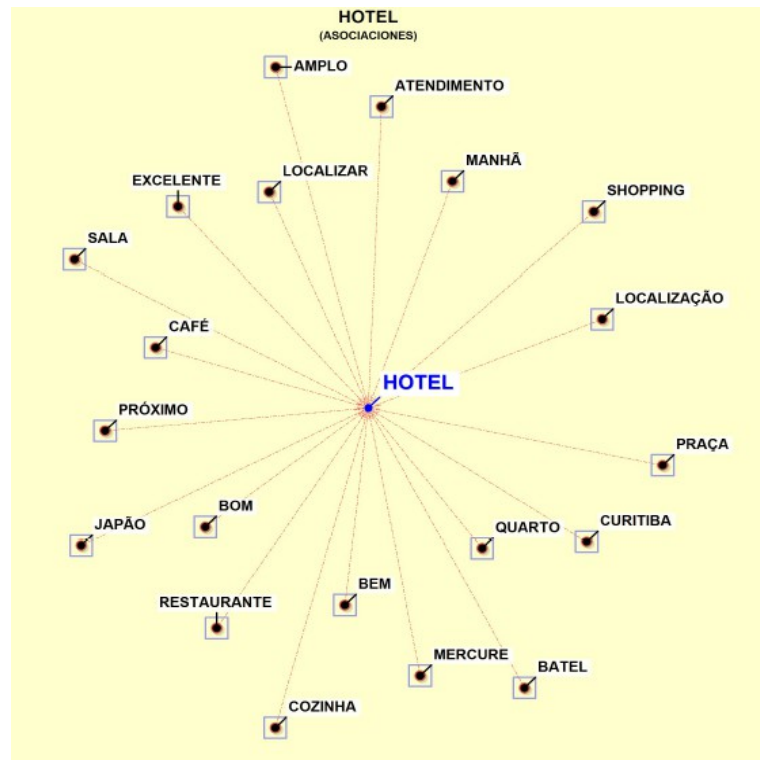 HOTEL
(ASOCIACIONES)
AMPLO
ATENDIMENTO
MANHÃ
LOCALIZAR
EXCELENTE
SHOPPING
SALA
LOCALIZAÇÃO
CAFÉ
HOTEL
PRÓXIMO
PRAÇA
BOM
CURITIBA
JAPÃO
QUARTO
BEM
RESTAURANTE
MERCURE
BATEL
COZINHA